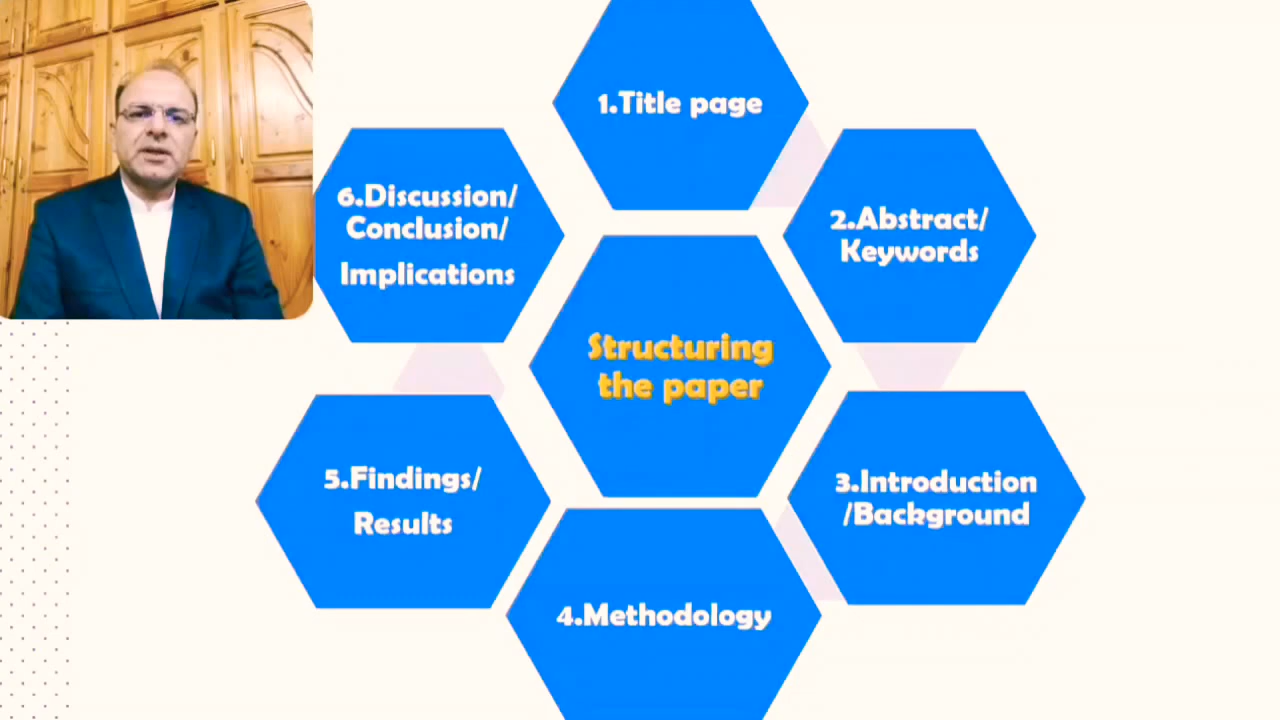 1.Title page
2.Abstract/
Keywords
3.Introduction
/Background
4.Methodology
5.Findings/
Results
6.Discussion/
Conclusion/
Implications
Structuring
the paper